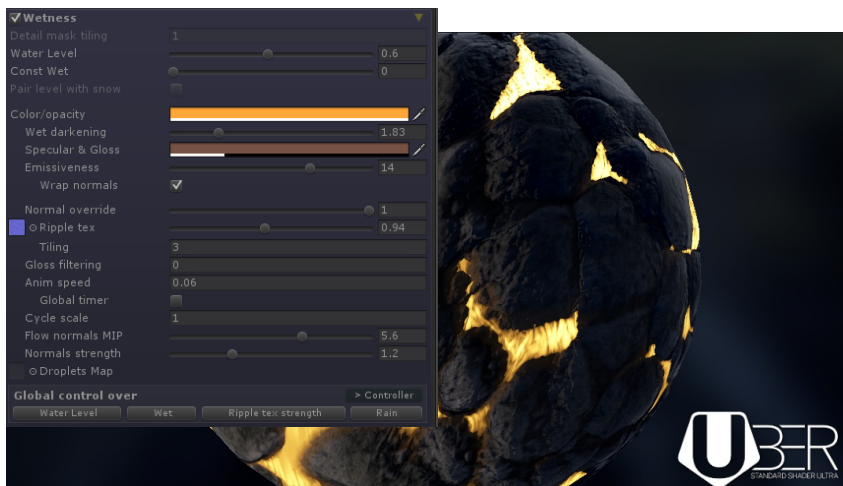 Wetness
Detail mask tiling 1
Water Level 0.6
Const Wet 0
Pair level with snow
Color/opacity
Wet darkening 1.83
Specular & Gloss
Emissiveness 14
Wrap normals
Normal override 1
Ripple tex 0.94
Tiling 3
Gloss filtering 0
Anim speed 0.06
Global timer
Cycle scale 1
Flow normals MIP 5.6
Normals strength 1.2
Droplets Map
Global control over > Controller
Water Level Wet Ripple tex strength Rain
UBER
STANDARD SHADER ULTRA